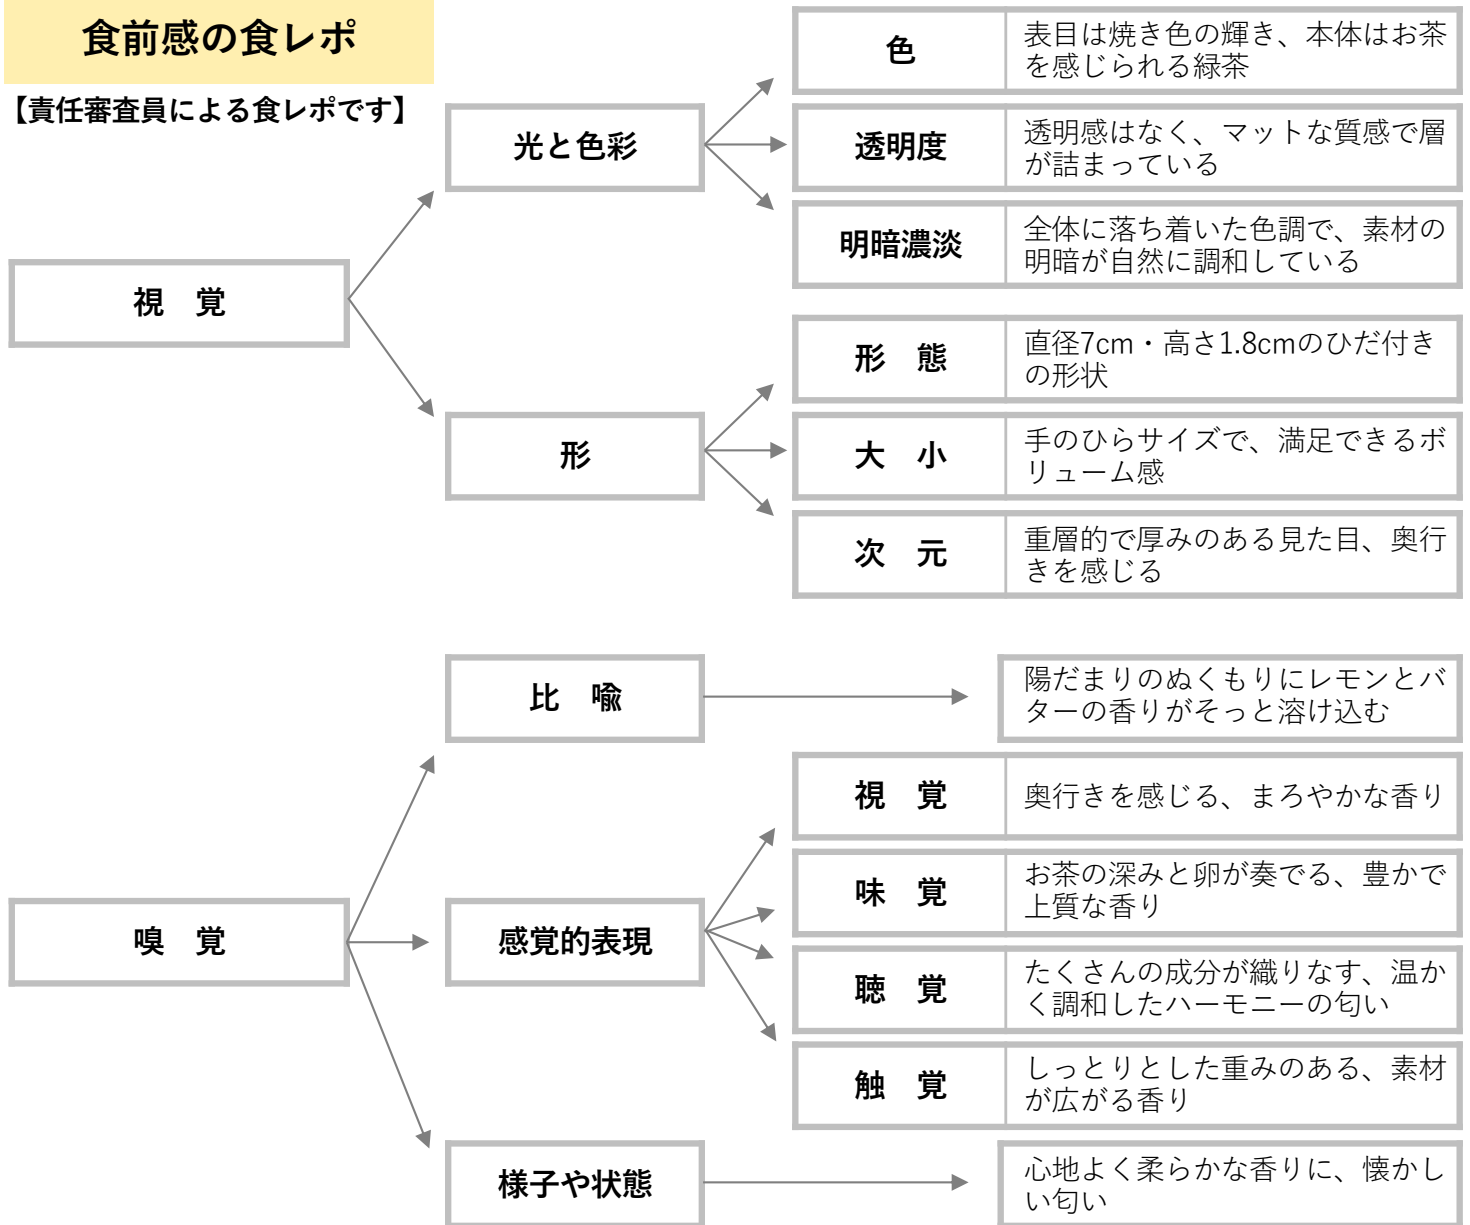 食前感の食レポ
【責任審査員による食レポです】
視　覚
光と色彩
色
表目は焼き色の輝き、本体はお茶
を感じられる緑茶
透明度
透明感はなく、マットな質感で層
が詰まっている
明暗濃淡
全体に落ち着いた色調で、素材の
明暗が自然に調和している
形
形　態
直径7cm・高さ1.8cmのひだ付き
の形状
大　小
手のひらサイズで、満足できるボ
リューム感
次　元
重層的で厚みのある見た目、奥行
きを感じる
嗅　覚
比　喩
陽だまりのぬくもりにレモンとバ
ターの香りがそっと溶け込む
感覚的表現
視　覚
奥行きを感じる、まろやかな香り
味　覚
お茶の深みと卵が奏でる、豊かで
上質な香り
聴　覚
たくさんの成分が織りなす、温か
く調和したハーモニーの匂い
触　覚
しっとりとした重みのある、素材
が広がる香り
様子や状態
心地よく柔らかな香りに、懐かし
い匂い